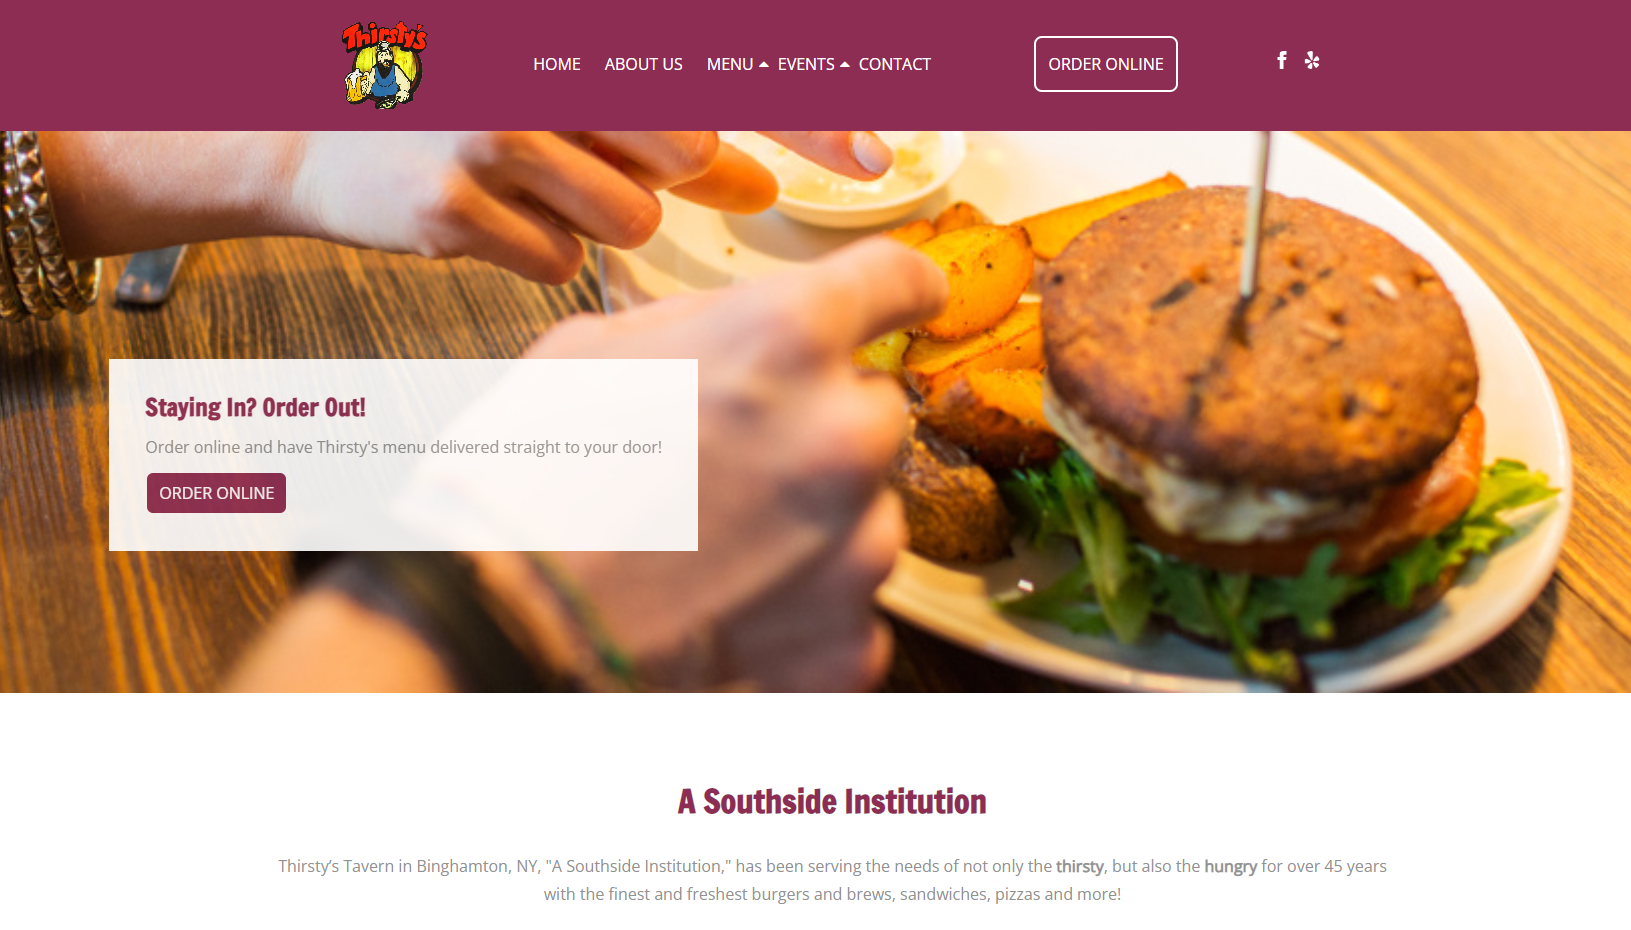 Thirsty's
HOME
ABOUT US
MENU
EVENTS
CONTACT
ORDER ONLINE
Staying In? Order Out!
Order online and have Thirsty's menu delivered straight to your door!
ORDER ONLINE
A Southside Institution
Thirsty’s Tavern in Binghamton, NY, "A Southside Institution," has been serving the needs of not only the thirsty, but also the hungry for over 45 years
with the finest and freshest burgers and brews, sandwiches, pizzas and more!